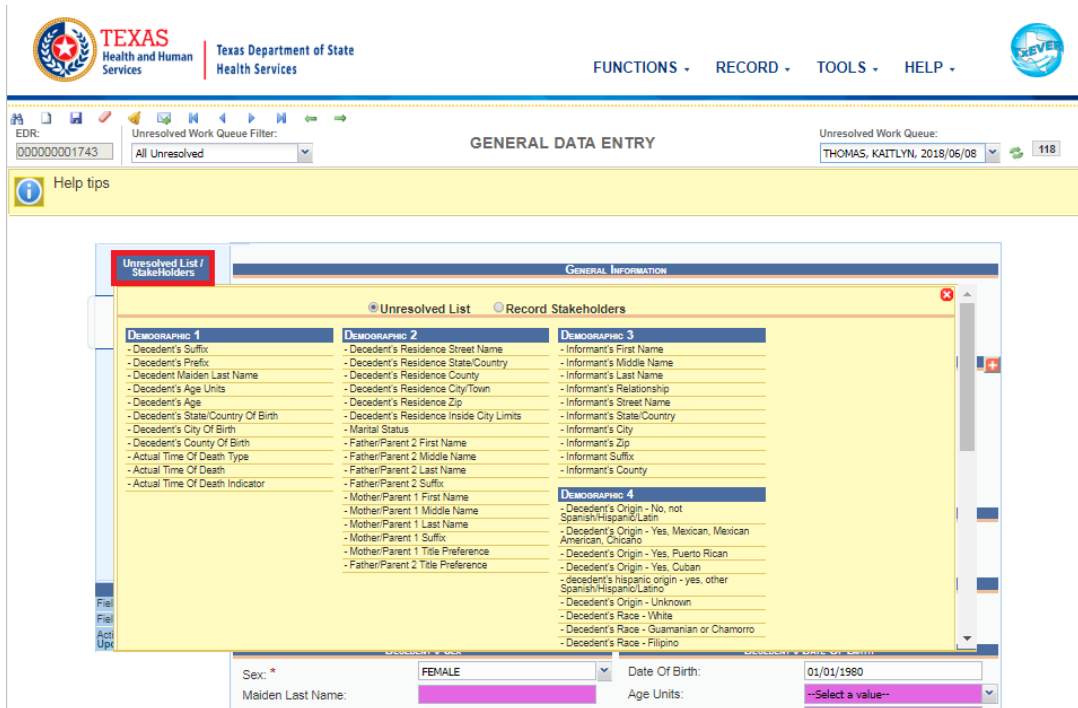 TEXAS
Health and Human
Services
Texas Department of State
Health Services
TxEVER
FUNCTIONS
RECORD
TOOLS
HELP
EDR:
Unresolved Work Queue Filter:
GENERAL DATA ENTRY
Unresolved Work Queue:
000000001743
All Unresolved
THOMAS, KAITLYN, 2018/06/08
118
Help tips
Unresolved List /
StakeHolders
General Information
Unresolved List
Record Stakeholders
Demographic 1
- Decedent's Suffix
- Decedent's Prefix
- Decedent Maiden Last Name
- Decedent's Age Units
- Decedent's Age
- Decedent's State/Country Of Birth
- Decedent's City Of Birth
- Decedent's County Of Birth
- Actual Time Of Death Type
- Actual Time Of Death
- Actual Time Of Death Indicator
Demographic 2
- Decedent's Residence Street Name
- Decedent's Residence State/Country
- Decedent's Residence County
- Decedent's Residence City/Town
- Decedent's Residence Zip
- Decedent's Residence Inside City Limits
- Marital Status
- Father/Parent 2 First Name
- Father/Parent 2 Middle Name
- Father/Parent 2 Last Name
- Father/Parent 2 Suffix
- Mother/Parent 1 First Name
- Mother/Parent 1 Middle Name
- Mother/Parent 1 Last Name
- Mother/Parent 1 Suffix
- Mother/Parent 1 Title Preference
- Father/Parent 2 Title Preference
Demographic 3
- Informant's First Name
- Informant's Middle Name
- Informant's Last Name
- Informant's Relationship
- Informant's Street Name
- Informant's State/Country
- Informant's City
- Informant's Zip
- Informant Suffix
- Informant's County
Demographic 4
- Decedent's Origin - No, not
Spanish/Hispanic/Latin
- Decedent's Origin - Yes, Mexican, Mexican
American, Chicano
- Decedent's Origin - Yes, Puerto Rican
- Decedent's Origin - Yes, Cuban
- decedent's hispanic origin - yes, other
Spanish/Hispanic/Latino
- Decedent's Origin - Unknown
- Decedent's Race - White
- Decedent's Race - Guamanian or Chamorro
- Decedent's Race - Filipino
Sex: *
FEMALE
Date Of Birth:
01/01/1980
Maiden Last Name:
Age Units:
--Select a value--